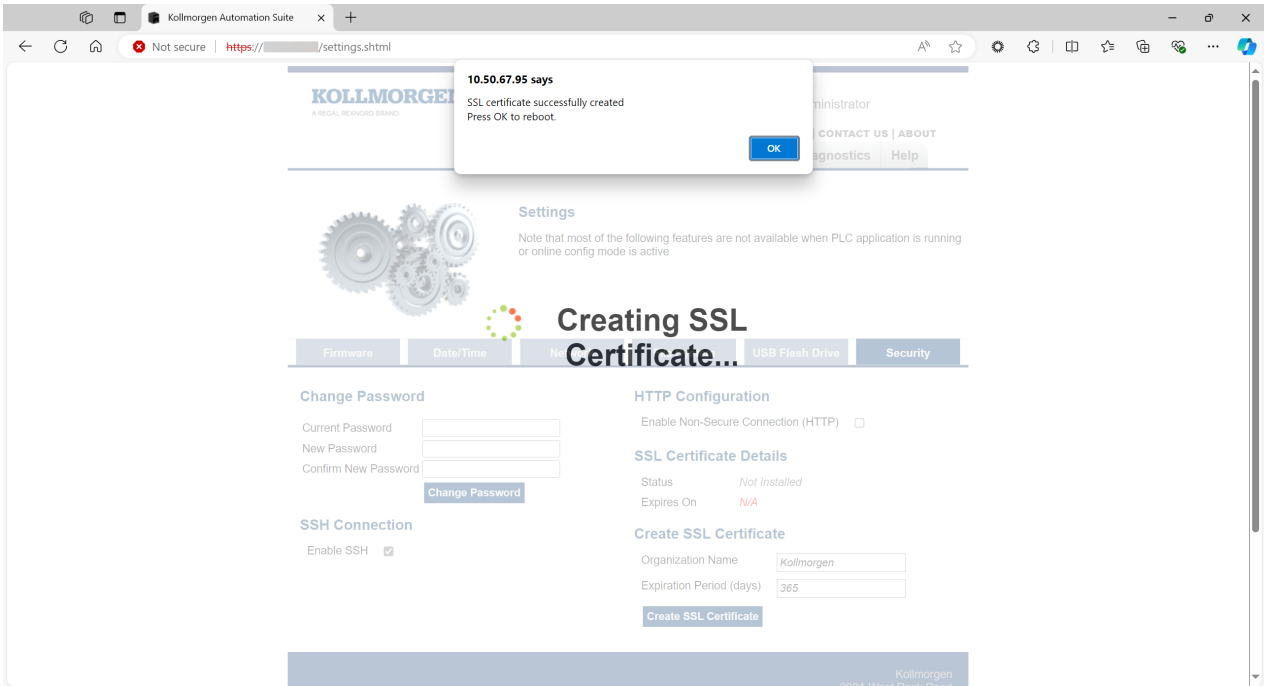 Kollmorgen Automation Suite
Not secure
https:// /settings.shtml
10.50.67.95 says
SSL certificate successfully created
Press OK to reboot.
OK
KOLLMORGEN
A REGAL REXNORD BRAND
ministrator
| CONTACT US | ABOUT
agnostics Help
Settings
Note that most of the following features are not available when PLC application is running
or online config mode is active
Creating SSL
Certificate...
Firmware Date/Time USB Flash Drive Security
Change Password
Current Password
New Password
Confirm New Password
Change Password
SSH Connection
Enable SSH
HTTP Configuration
Enable Non-Secure Connection (HTTP)
SSL Certificate Details
Status Not Installed
Expires On N/A
Create SSL Certificate
Organization Name Kollmorgen
Expiration Period (days) 365
Create SSL Certificate
Kollmorgen